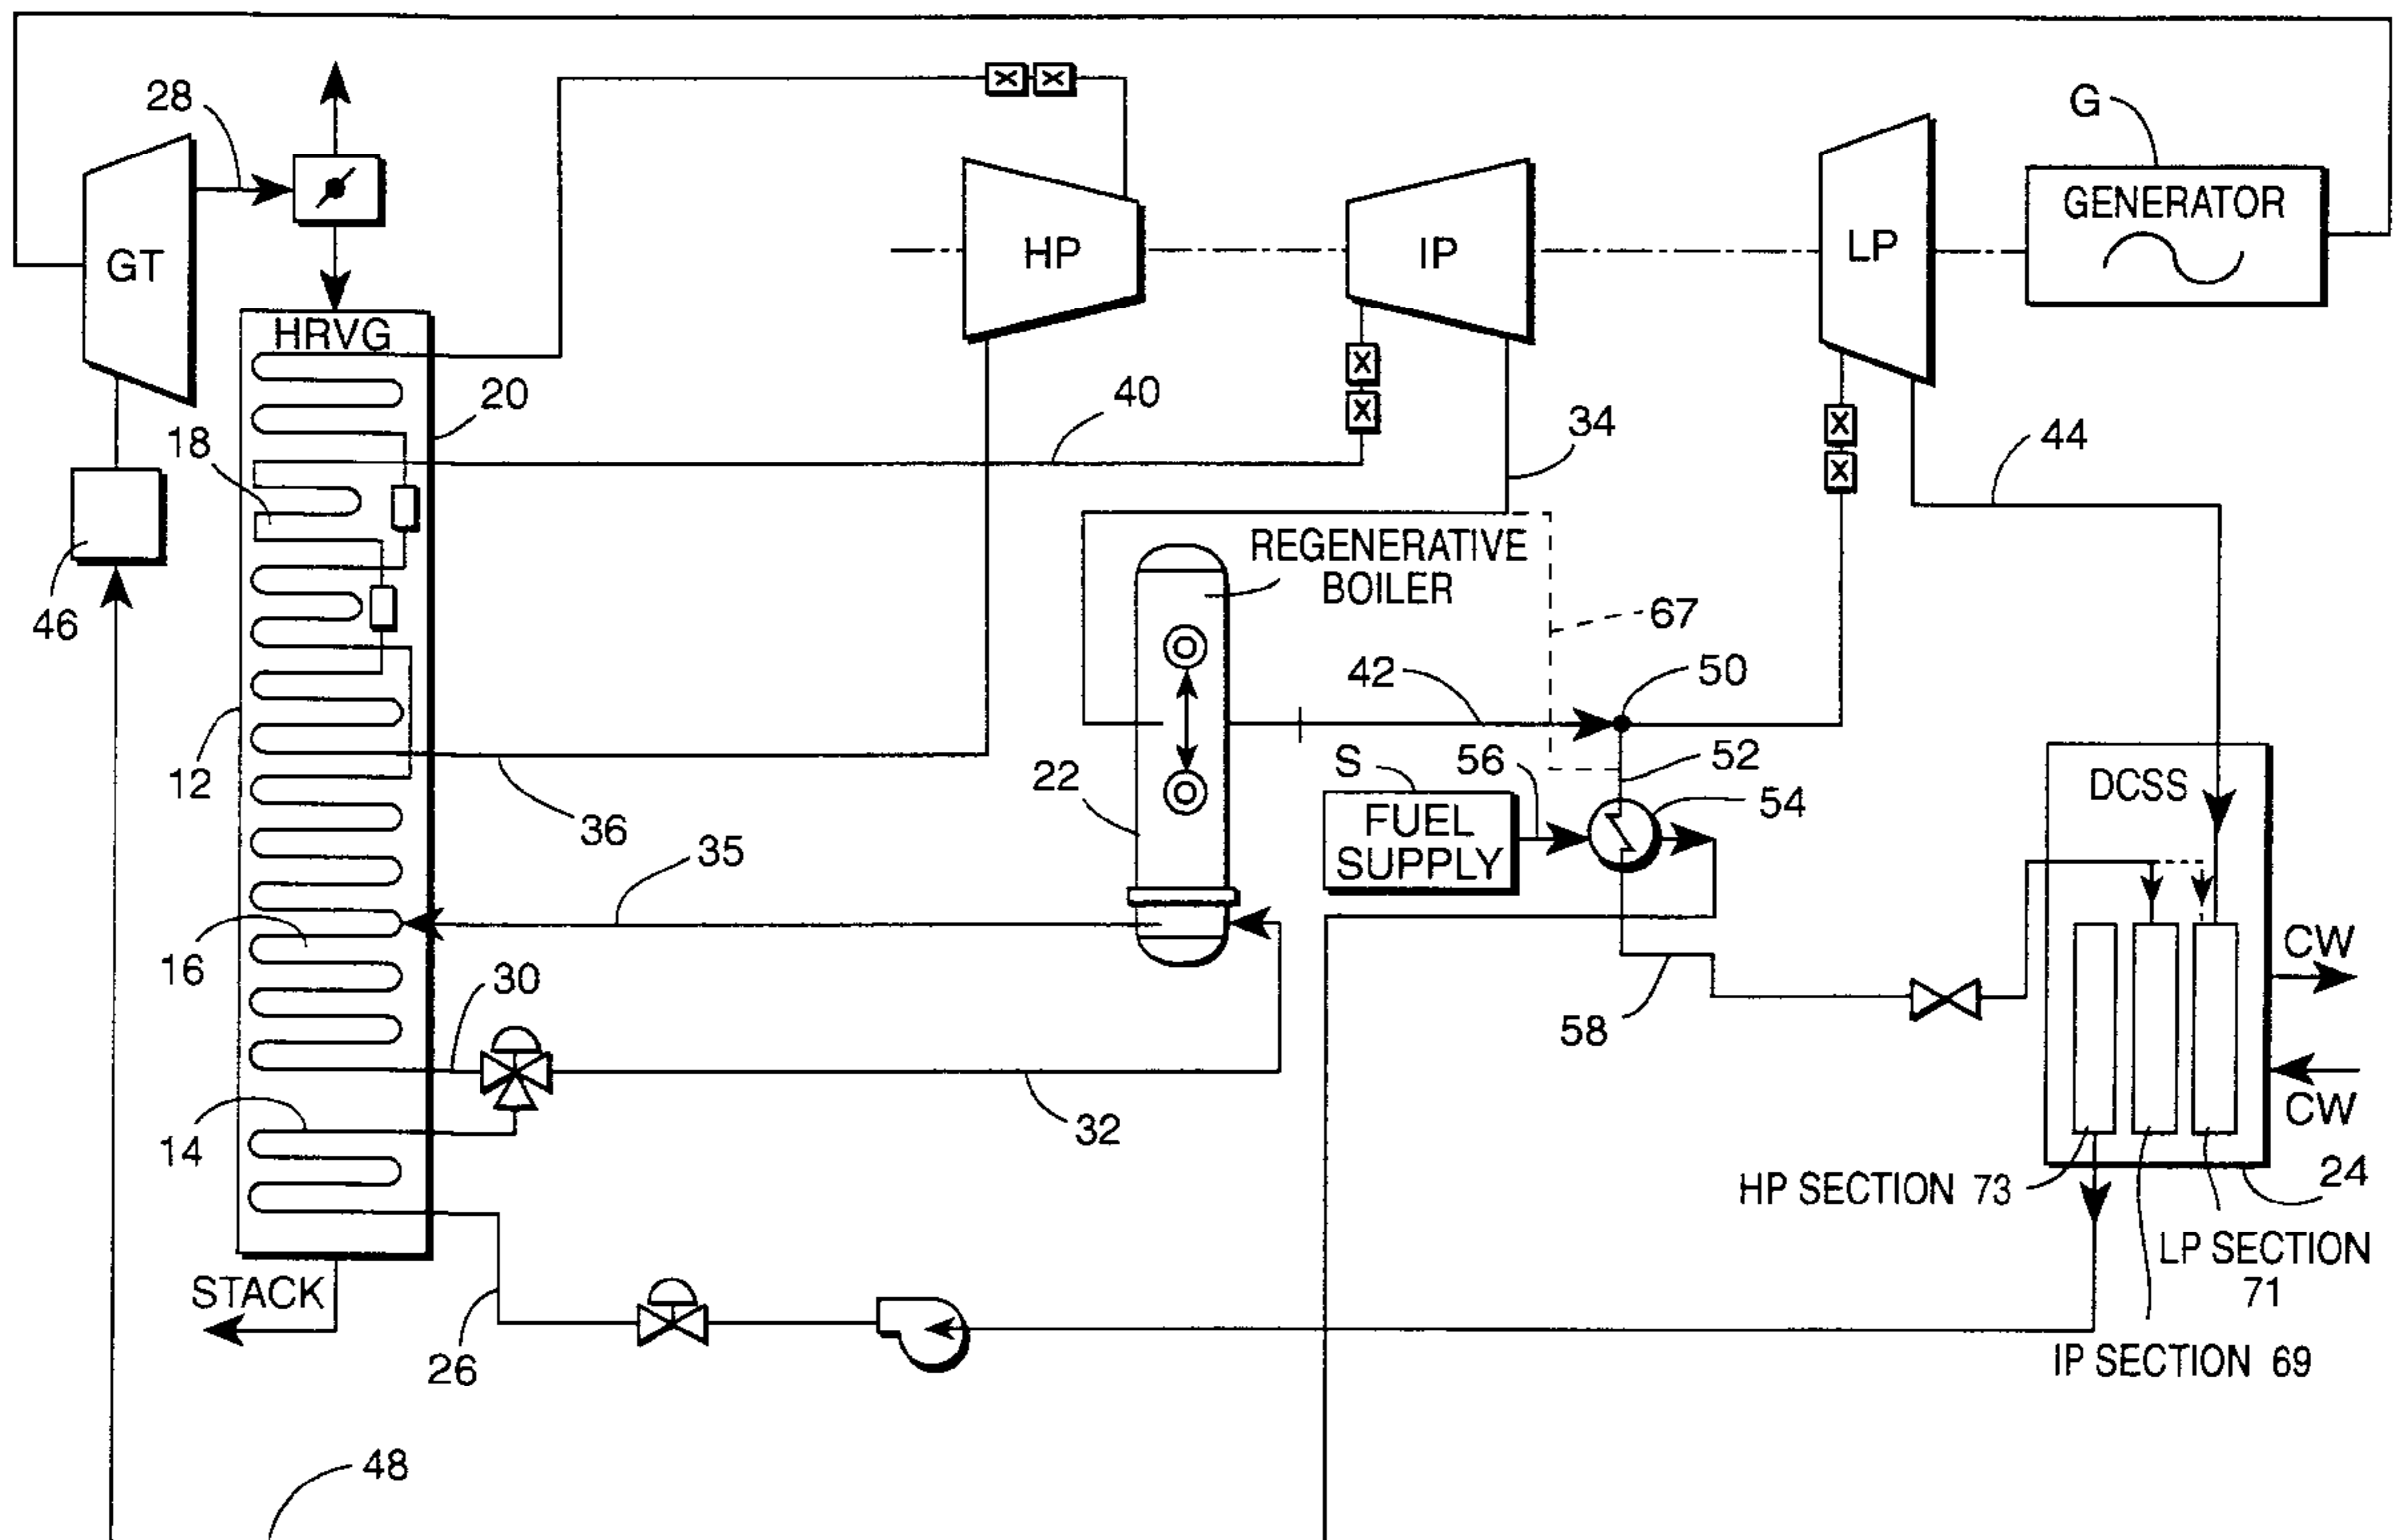 28
G
GENERATOR
GT
HP
IP
LP
HRVG
20
40
34
44
18
46
REGENERATIVE
BOILER
67
42
50
12
36
22
S
56
52
54
FUEL
SUPPLY
DCSS
35
16
30
CW
58
CW
14
32
HP SECTION 73
24
LP SECTION
71
STACK
26
IP SECTION 69
48